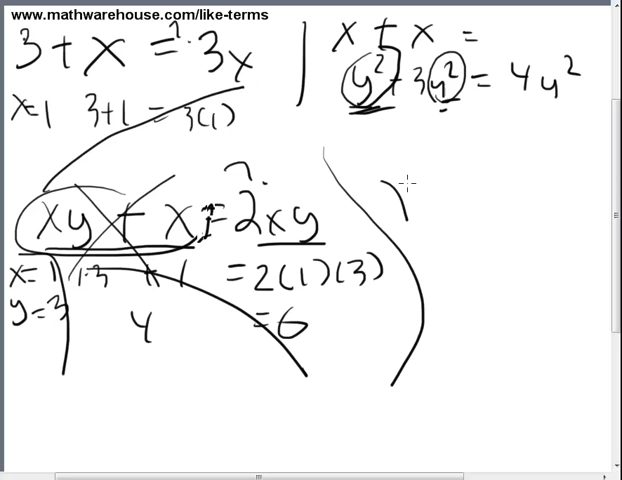 www.mathwarehouse.com/like-terms
3 + x =? 3x
x=1 3+1 = 3(1)
x + x =
y² + 3y² = 4y²
?
xy + x = 2xy
x=1 1·3 + 1 = 2(1)(3)
y=3 4 = 6